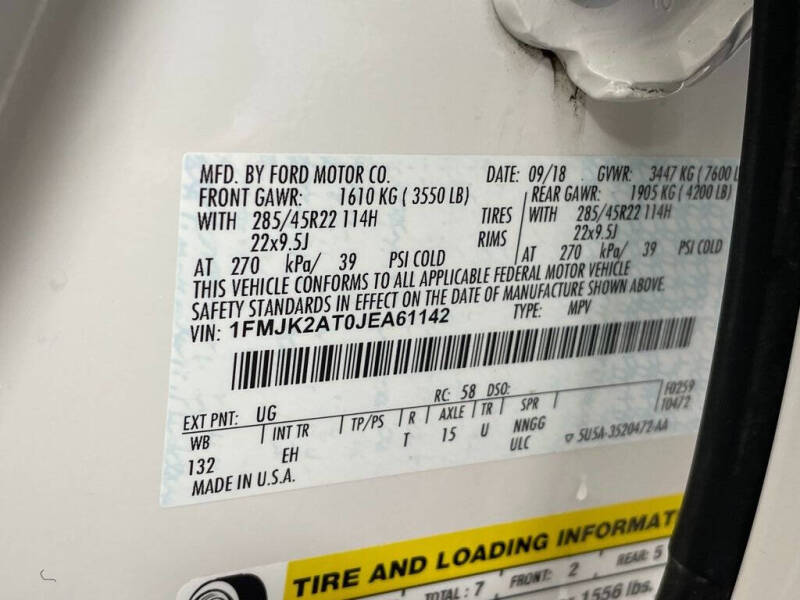 MFD. BY FORD MOTOR CO. DATE: 09/18 GVWR: 3447 KG ( 7600 L
FRONT GAWR: 1610 KG ( 3550 LB) REAR GAWR: 1905 KG ( 4200 LB)
WITH 285/45R22 114H TIRES WITH 285/45R22 114H
22x9.5J RIMS 22x9.5J
AT 270 kPa/ 39 PSI COLD AT 270 kPa/ 39 PSI COLD
THIS VEHICLE CONFORMS TO ALL APPLICABLE FEDERAL MOTOR VEHICLE
SAFETY STANDARDS IN EFFECT ON THE DATE OF MANUFACTURE SHOWN ABOVE.
VIN: 1FMJK2AT0JEA61142 TYPE: MPV
EXT PNT: UG RC: 58 DSO: F0259
WB INT TR TP/PS R AXLE TR SPR T0472
132 EH T 15 U NNGG
ULC 5U5A-3520472-AA
MADE IN U.S.A.
TIRE AND LOADING INFORMAT
TOTAL : 7 FRONT: 2 REAR: 5
1556 lbs.